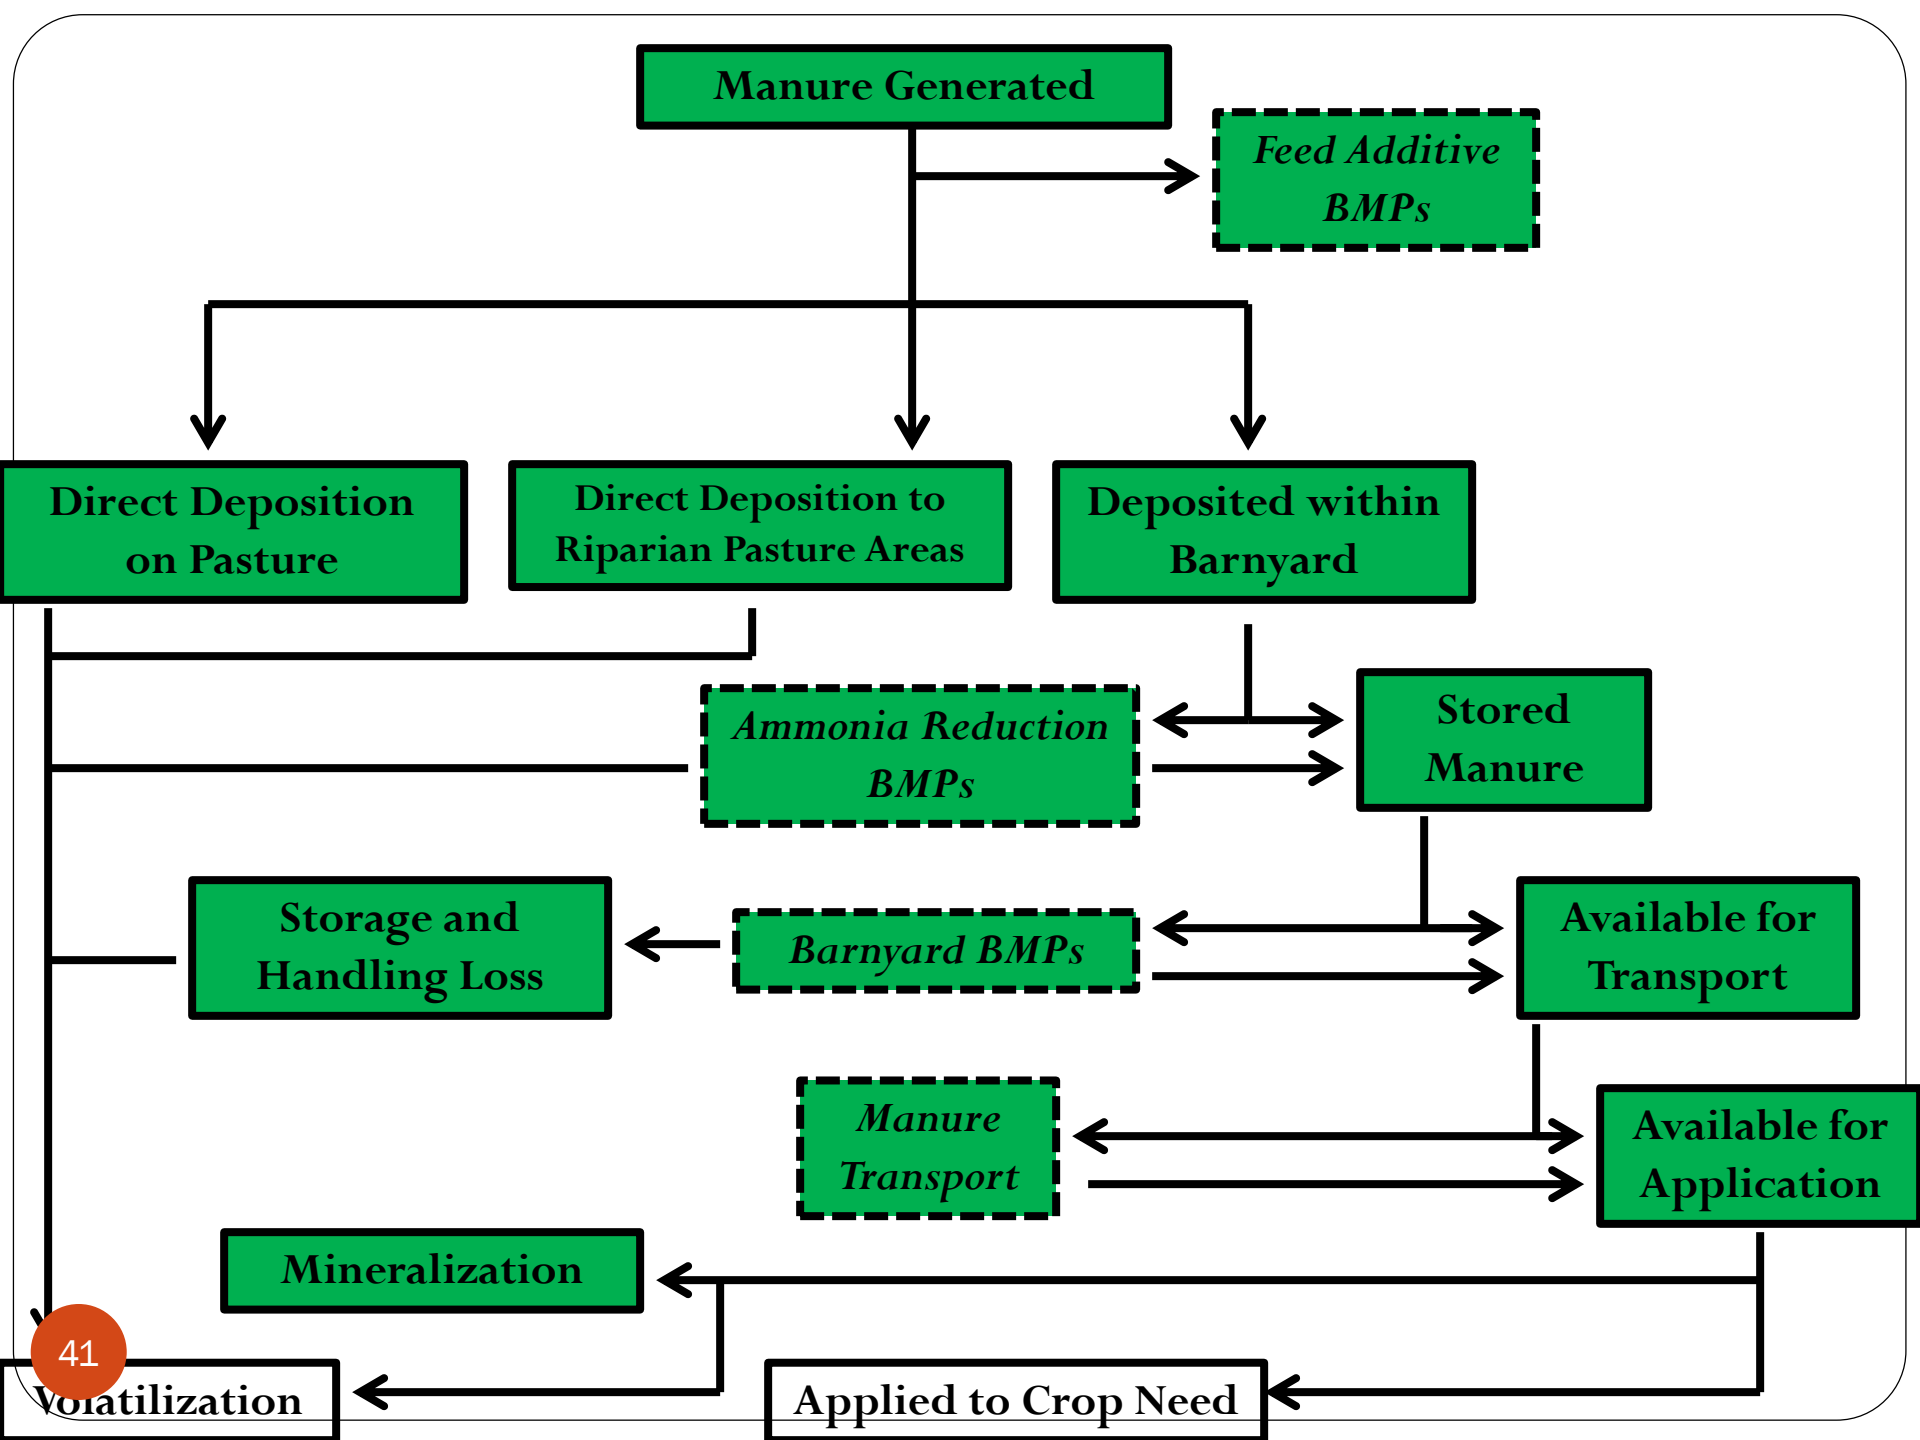 Manure Generated
Feed Additive
BMPs
Direct Deposition
on Pasture
Direct Deposition to
Riparian Pasture Areas
Deposited within
Barnyard
Ammonia Reduction
BMPs
Stored
Manure
Storage and
Handling Loss
Barnyard BMPs
Available for
Transport
Manure
Transport
Available for
Application
Mineralization
41
Volatilization
Applied to Crop Need